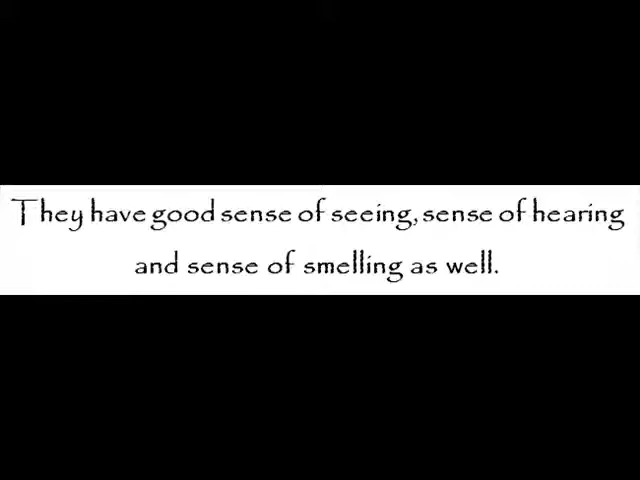 They have good sense of seeing, sense of hearing
and sense of smelling as well.